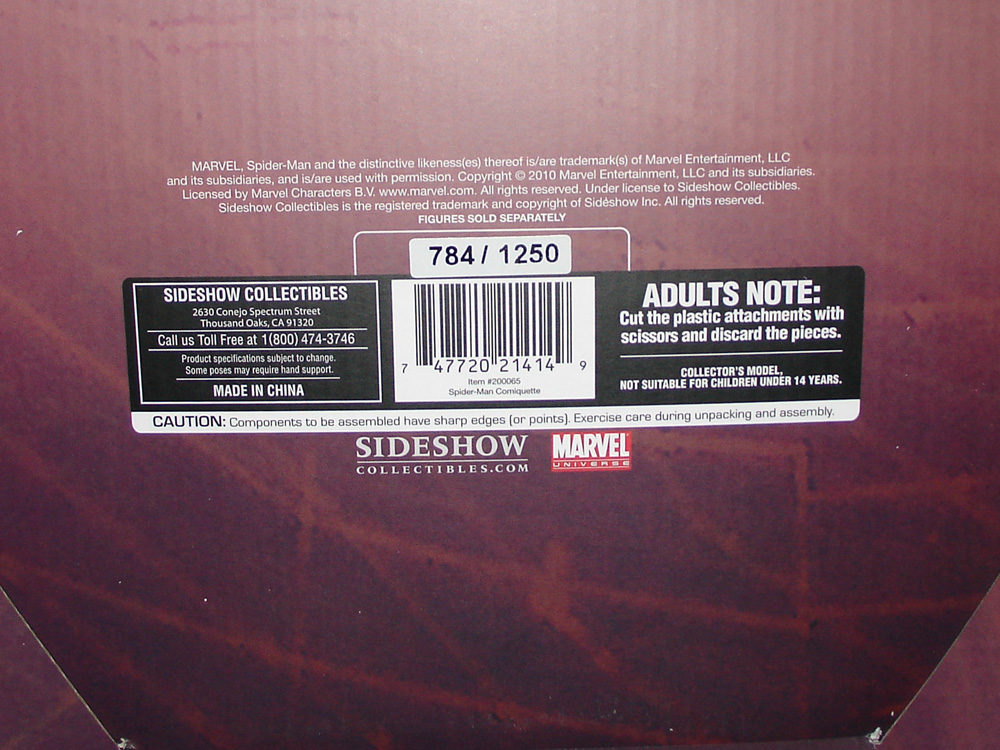 MARVEL, Spider-Man and the distinctive likeness(es) thereof is/are trademark(s) of Marvel Entertainment, LLC
and its subsidiaries, and is/are used with permission. Copyright © 2010 Marvel Entertainment, LLC and its subsidiaries.
Licensed by Marvel Characters B.V. www.marvel.com. All rights reserved. Under license to Sideshow Collectibles.
Sideshow Collectibles is the registered trademark and copyright of Sideshow Inc. All rights reserved.
FIGURES SOLD SEPARATELY
784 / 1250
SIDESHOW COLLECTIBLES
2630 Conejo Spectrum Street
Thousand Oaks, CA 91320
Call us Toll Free at 1(800) 474-3746
Product specifications subject to change.
Some poses may require hand support.
MADE IN CHINA
7 47720 21414 9
Item #200065
Spider-Man Comiquette
ADULTS NOTE:
Cut the plastic attachments with
scissors and discard the pieces.
COLLECTOR'S MODEL,
NOT SUITABLE FOR CHILDREN UNDER 14 YEARS.
CAUTION: Components to be assembled have sharp edges (or points). Exercise care during unpacking and assembly.
SIDESHOW
COLLECTIBLES.COM
MARVEL
UNIVERSE